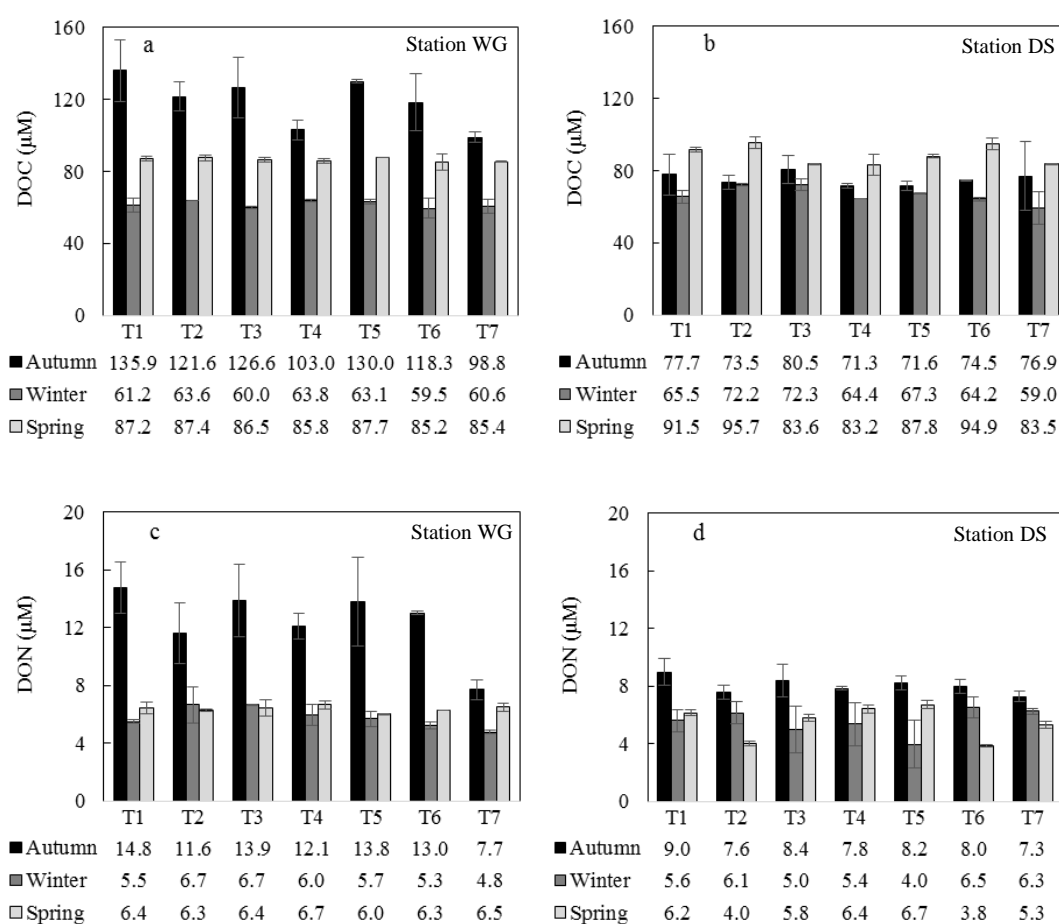 a
Station WG
DOC (µM)
160
120
80
40
0
T1 T2 T3 T4 T5 T6 T7
Autumn 135.9 121.6 126.6 103.0 130.0 118.3 98.8
Winter 61.2 63.6 60.0 63.8 63.1 59.5 60.6
Spring 87.2 87.4 86.5 85.8 87.7 85.2 85.4
b
Station DS
DOC (µM)
160
120
80
40
0
T1 T2 T3 T4 T5 T6 T7
Autumn 77.7 73.5 80.5 71.3 71.6 74.5 76.9
Winter 65.5 72.2 72.3 64.4 67.3 64.2 59.0
Spring 91.5 95.7 83.6 83.2 87.8 94.9 83.5
c
Station WG
DON (µM)
20
16
12
8
4
0
T1 T2 T3 T4 T5 T6 T7
Autumn 14.8 11.6 13.9 12.1 13.8 13.0 7.7
Winter 5.5 6.7 6.7 6.0 5.7 5.3 4.8
Spring 6.4 6.3 6.4 6.7 6.0 6.3 6.5
d
Station DS
DON (µM)
20
16
12
8
4
0
T1 T2 T3 T4 T5 T6 T7
Autumn 9.0 7.6 8.4 7.8 8.2 8.0 7.3
Winter 5.6 6.1 5.0 5.4 4.0 6.5 6.3
Spring 6.2 4.0 5.8 6.4 6.7 3.8 5.3